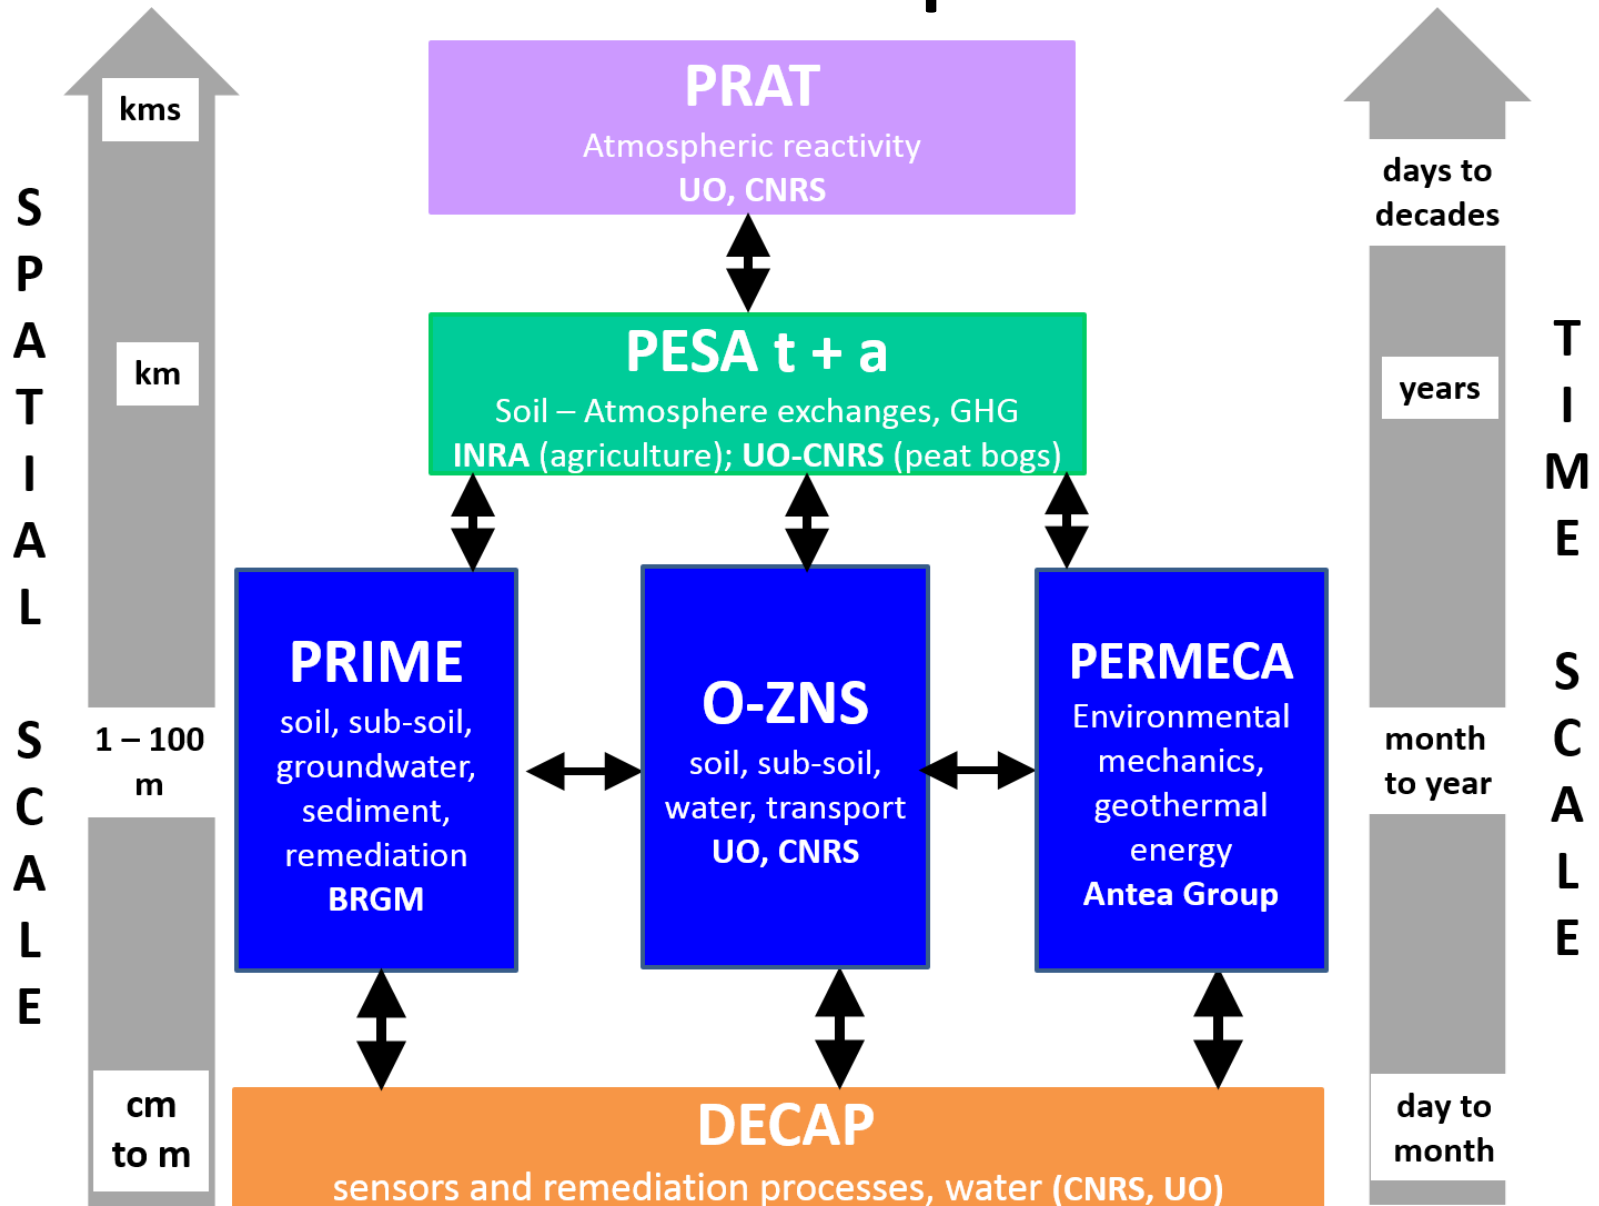 kms
km
1 – 100
m
cm
to m
SPATIAL SCALE
PRAT
Atmospheric reactivity
UO, CNRS
PESA t + a
Soil – Atmosphere exchanges, GHG
INRA (agriculture); UO-CNRS (peat bogs)
PRIME
soil, sub-soil,
groundwater,
sediment,
remediation
BRGM
O-ZNS
soil, sub-soil,
water, transport
UO, CNRS
PERMECA
Environmental
mechanics,
geothermal
energy
Antea Group
DECAP
sensors and remediation processes, water (CNRS, UO)
days to
decades
years
month
to year
day to
month
TIME SCALE